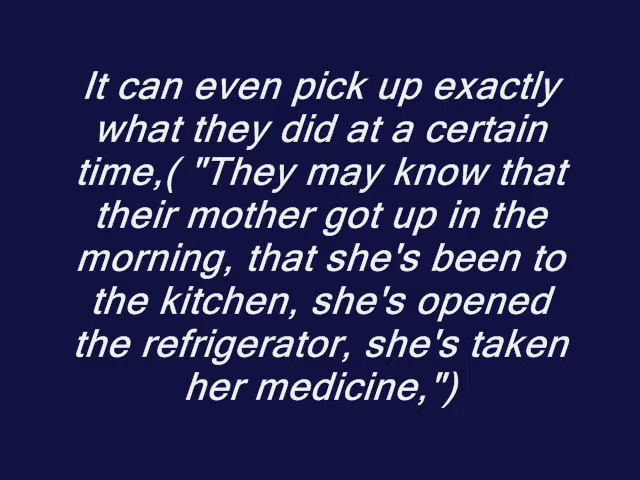 It can even pick up exactly
what they did at a certain
time,( "They may know that
their mother got up in the
morning, that she's been to
the kitchen, she's opened
the refrigerator, she's taken
her medicine,")